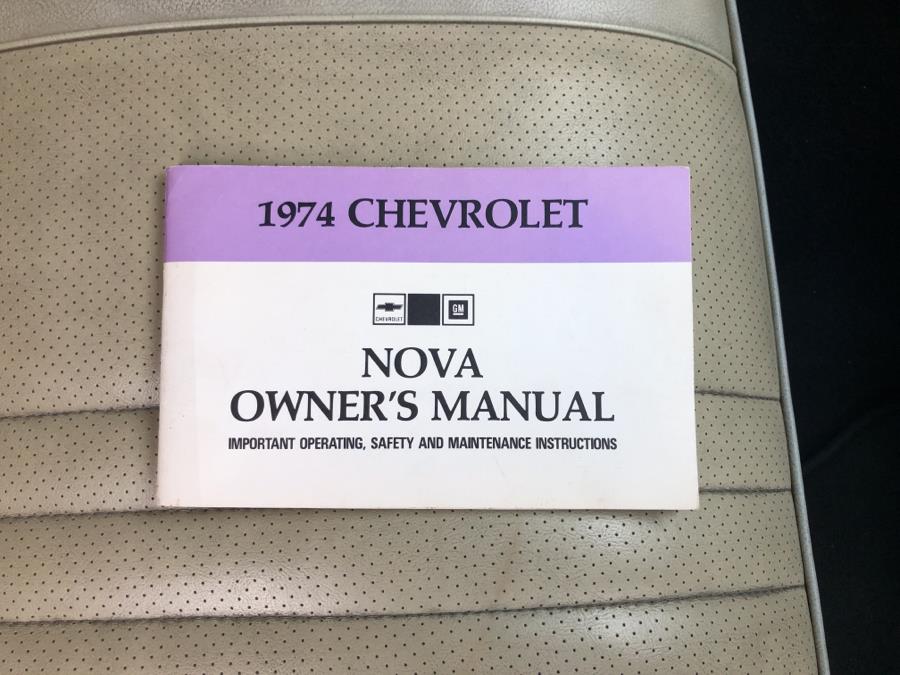 1974 CHEVROLET
CHEVROLET
GM
NOVA
OWNER'S MANUAL
IMPORTANT OPERATING, SAFETY AND MAINTENANCE INSTRUCTIONS